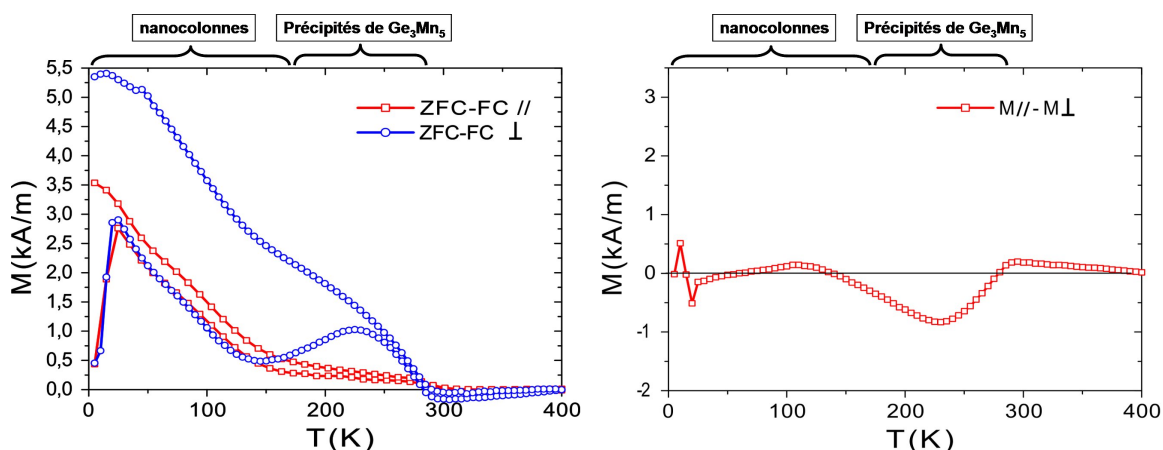 nanocolonnes
Précipités de Ge₃Mn₅
5,5
5,0
4,5
4,0
3,5
3,0
2,5
2,0
1,5
1,0
0,5
0,0
M(kA/m)
ZFC-FC //
ZFC-FC ⊥
0
100
200
300
400
T(K)
nanocolonnes
Précipités de Ge₃Mn₅
3
2
1
0
-1
-2
M(kA/m)
M//-M⊥
0
100
200
300
400
T(K)